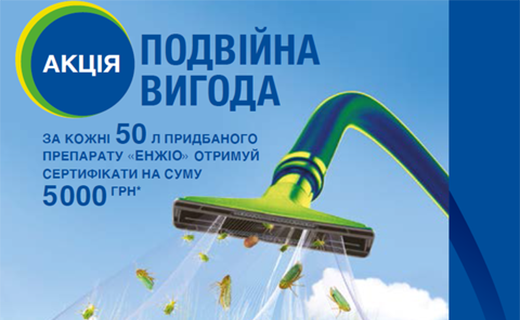 АКЦІЯ
ПОДВІЙНА
ВИГОДА
ЗА КОЖНІ 50 Л ПРИДБАНОГО
ПРЕПАРАТУ «ЕНЖІО» ОТРИМУЙ
СЕРТИФІКАТИ НА СУМУ
5000 ГРН*